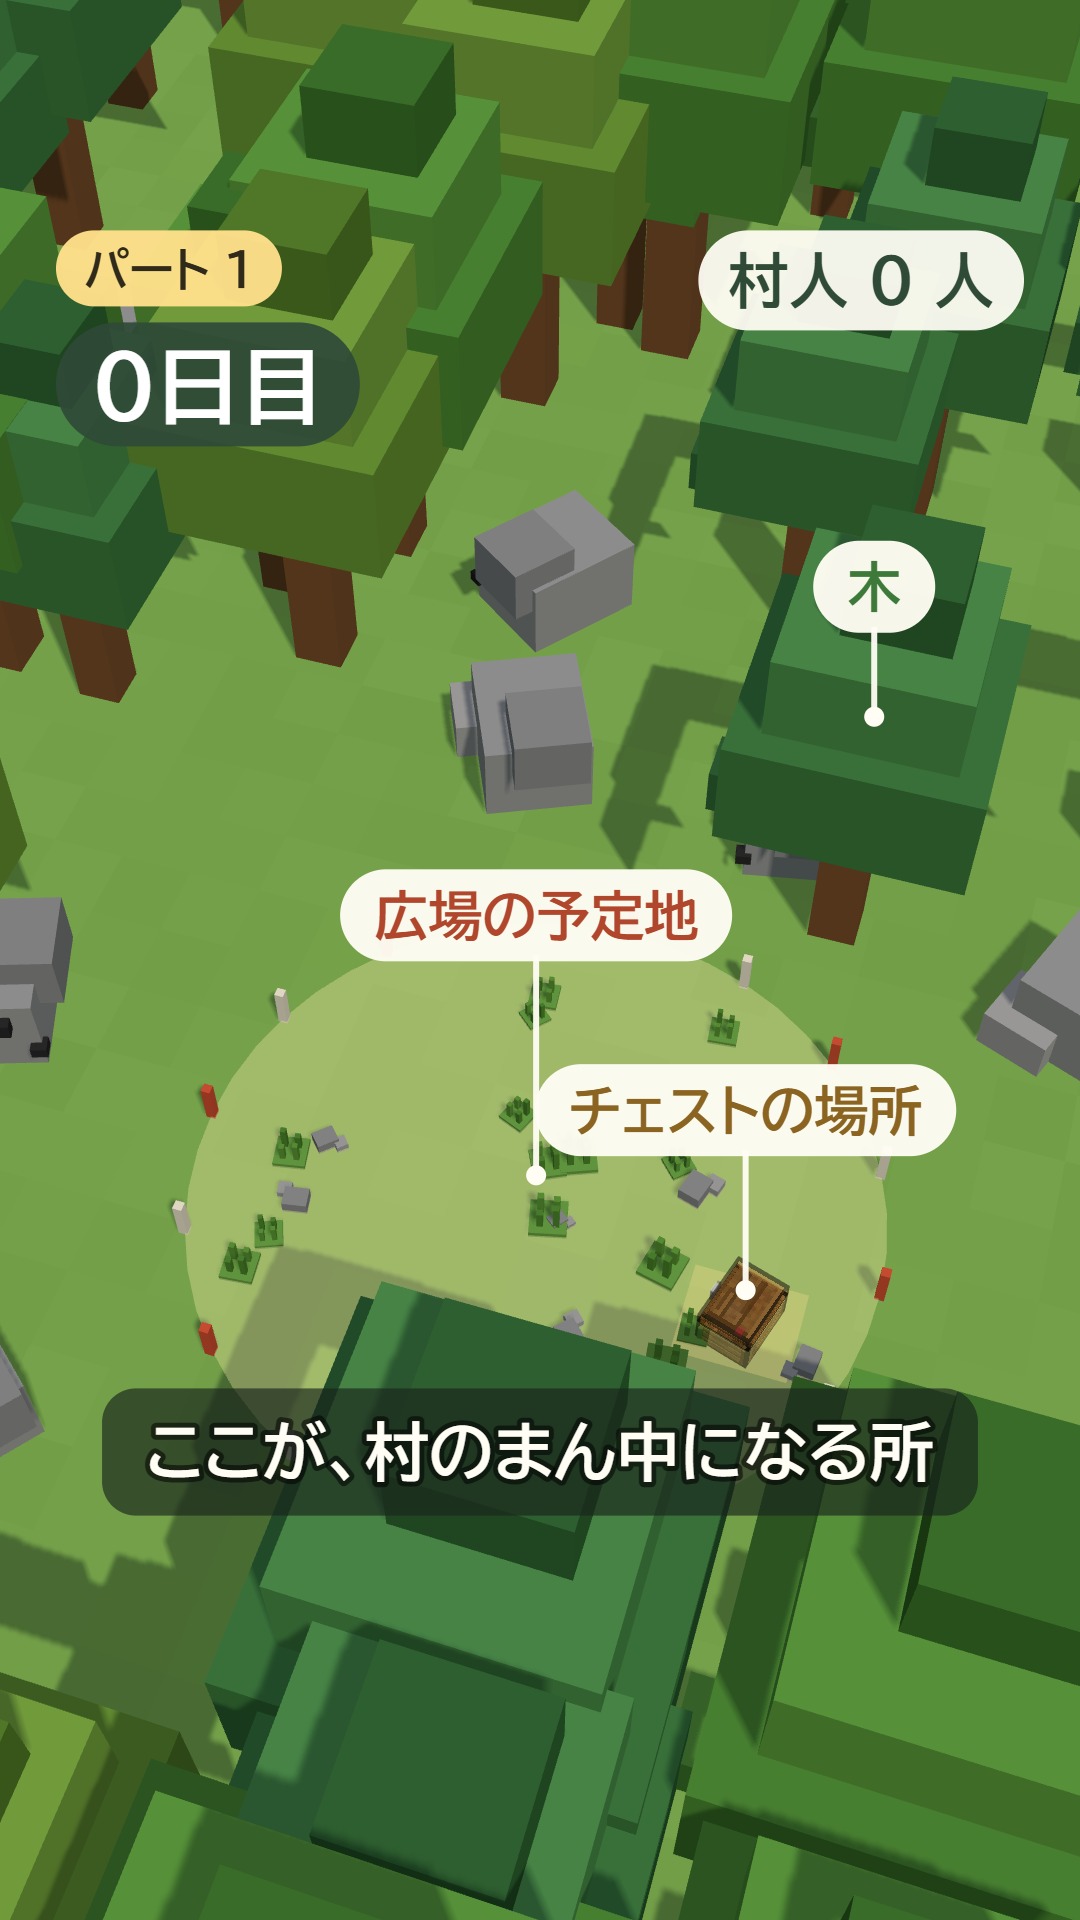 パート 1
0日目
村人 0 人
木
広場の予定地
チェストの場所
ここが、村のまん中になる所